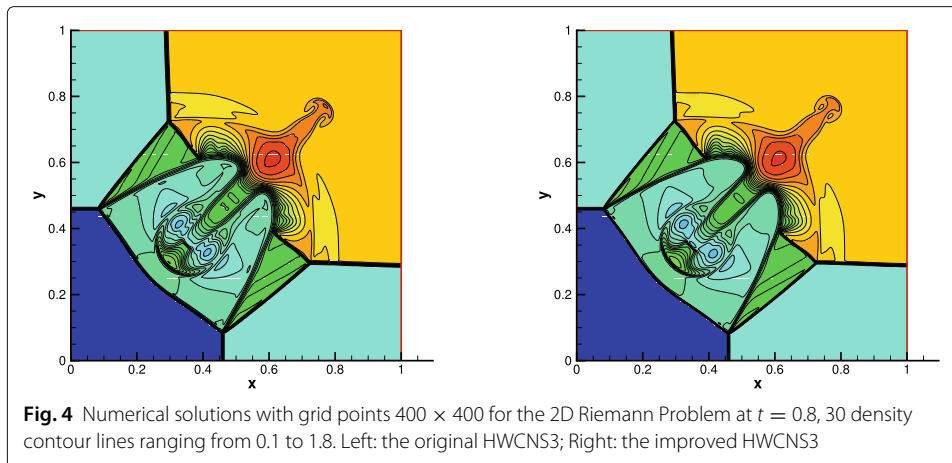 1
0.8
0.6
y
0.4
0.2
0
0 0.2 0.4 0.6 0.8 1
x
1
0.8
0.6
y
0.4
0.2
0
0 0.2 0.4 0.6 0.8 1
x
Fig. 4 Numerical solutions with grid points 400 × 400 for the 2D Riemann Problem at t = 0.8, 30 density
contour lines ranging from 0.1 to 1.8. Left: the original HWCNS3; Right: the improved HWCNS3